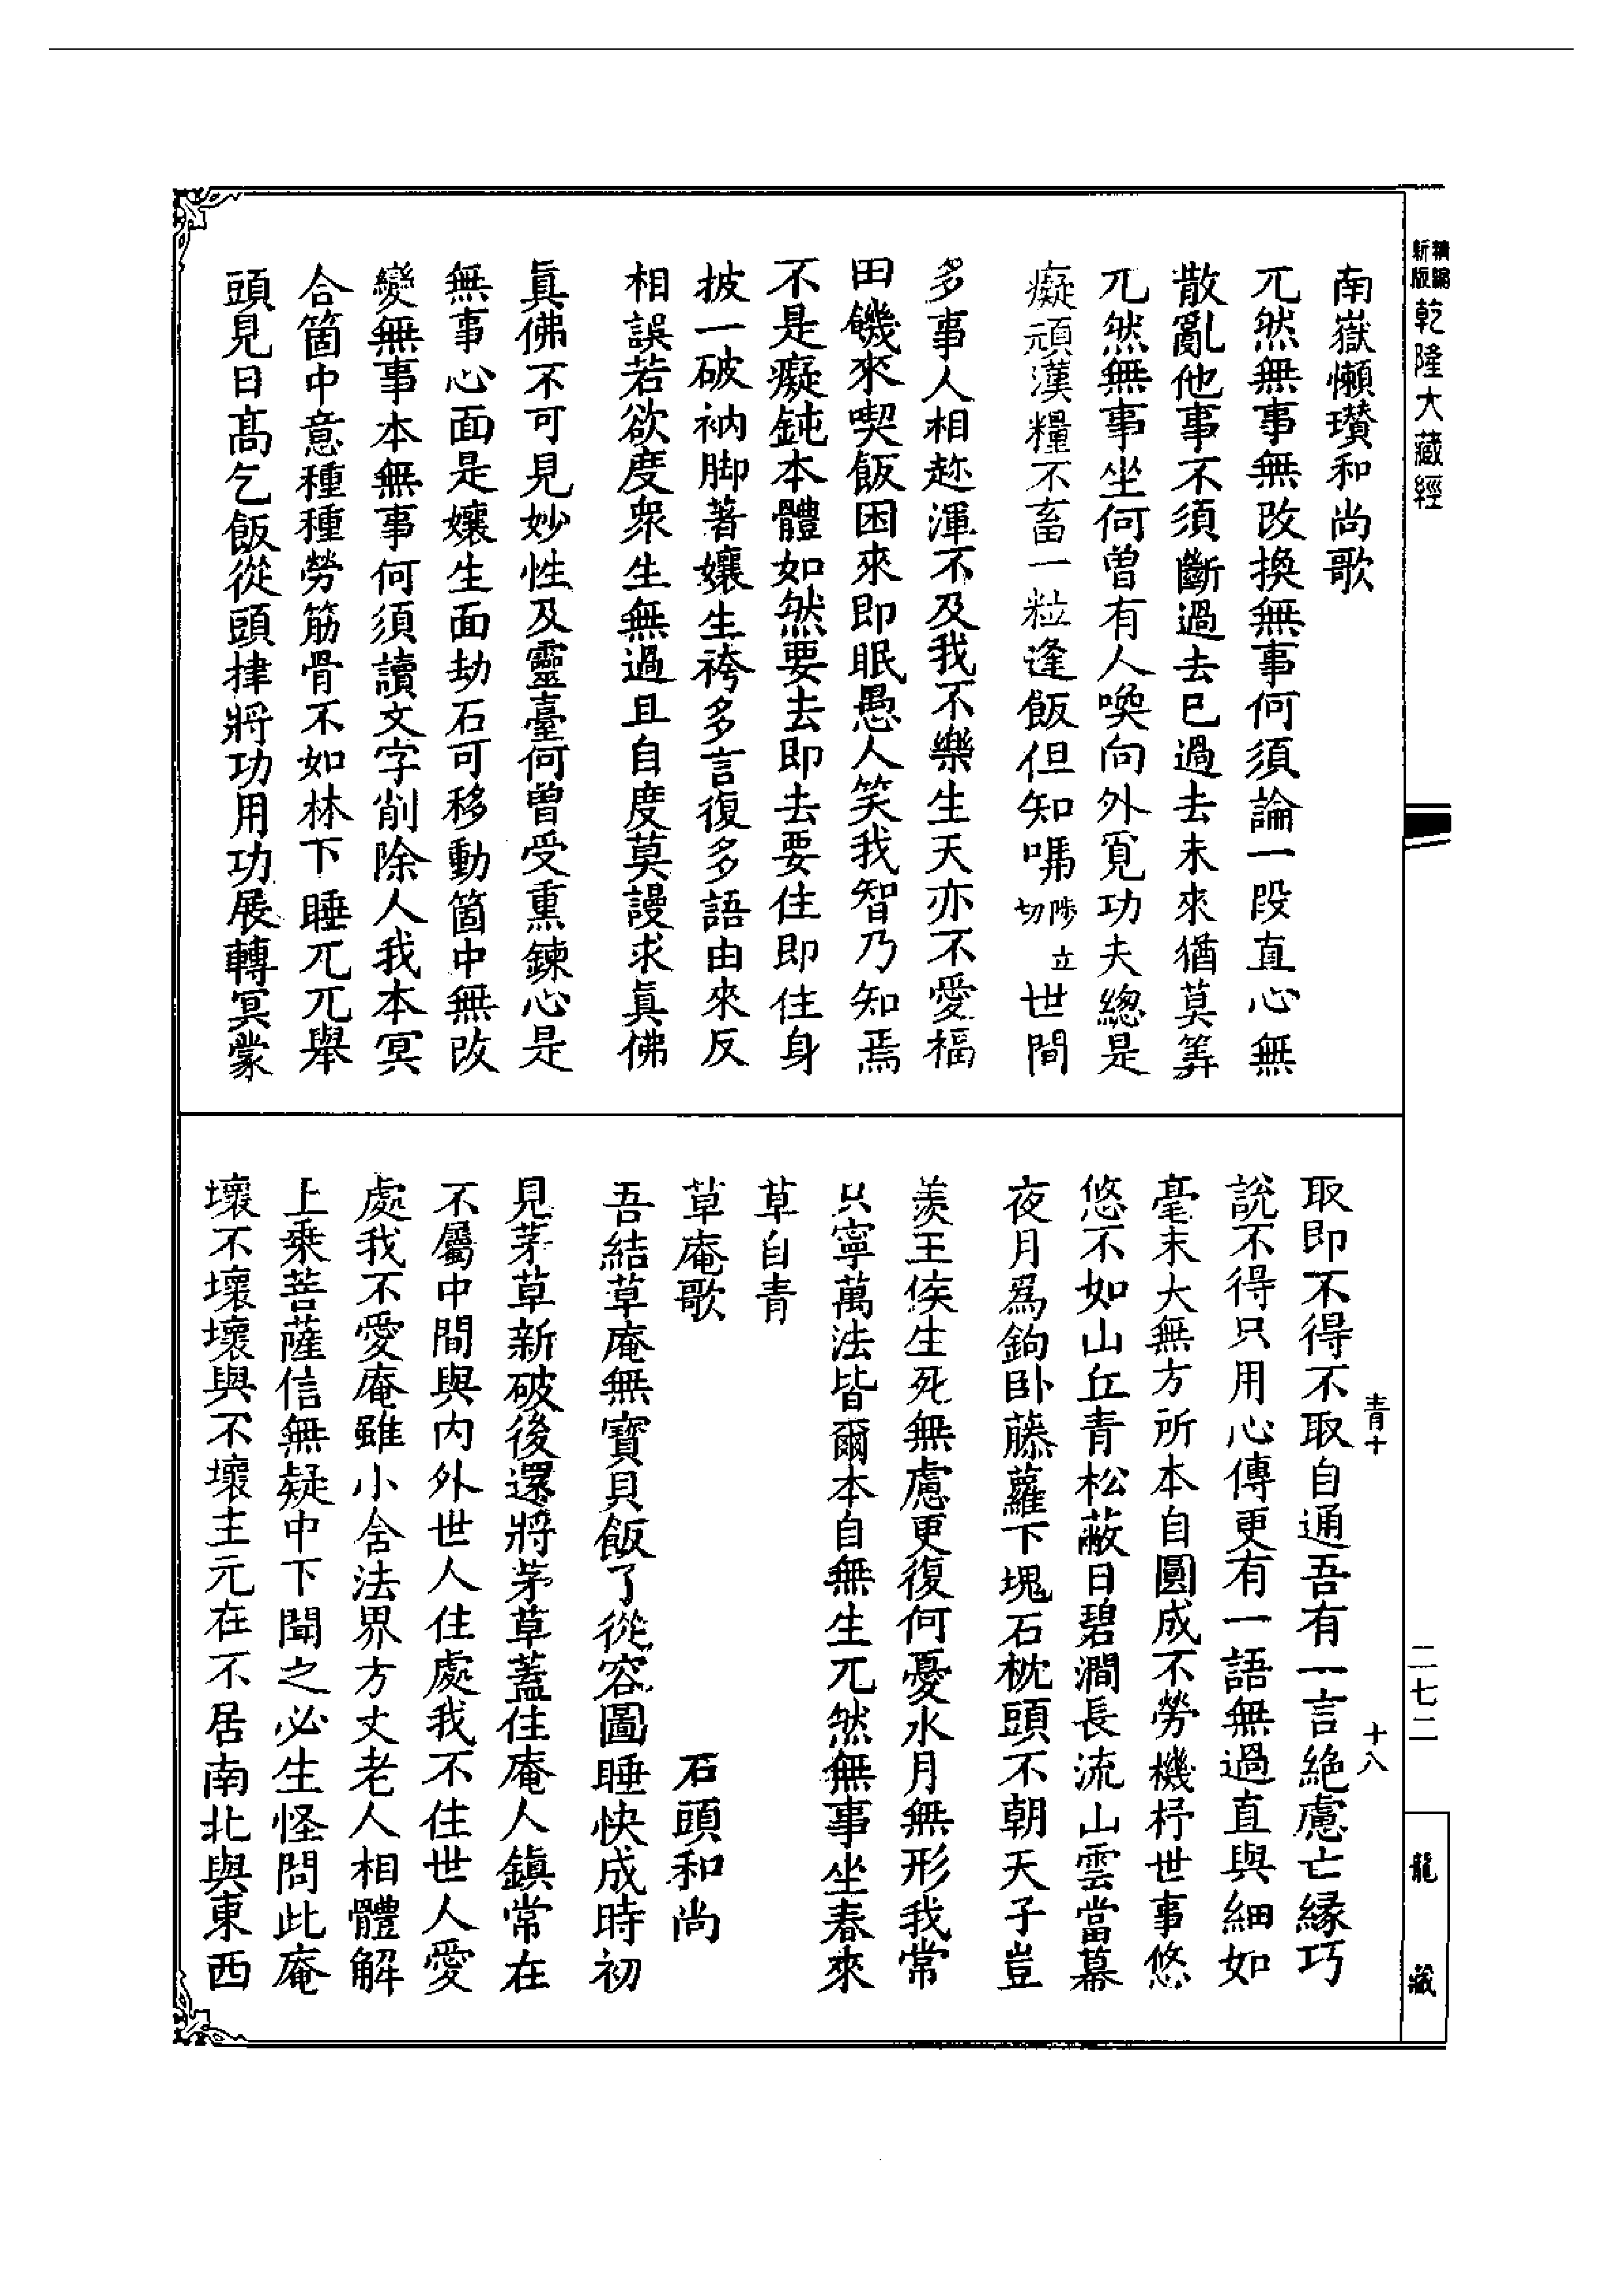 精編
新版
乾隆大藏經
南嶽懶瓚和尚歌
兀然無事無改換無事何須論一段直心無
散亂他事不須斷過去已過去未來猶莫筭
兀然無事坐何曾有人喚向外覓功夫總是
癡頑漢糧不畜一粒逢飯但知嗎陟立切世間
多事人相趂渾不及我不樂生天亦不愛福
田饑來喫飯困來即眠愚人笑我智乃知焉
不是癡鈍本體如然要去即去要住即住身
披一破衲脚著孃生袴多言復多語由來反
相誤若欲度衆生無過且自度莫謾求眞佛
眞佛不可見妙性及靈臺何曾受熏鍊心是
無事心面是孃生面劫石可移動箇中無改
變無事本無事何須讀文字削除人我本冥
合箇中意種種勞筋骨不如林下睡兀兀舉
頭見日高乞飯從頭捍將功用功展轉冥蒙
取即不得不取自通吾有一言絶慮亡縁巧
說不得只用心傳更有一語無過直與細如
毫末大無方所本自圓成不勞機杼世事悠
悠不如山丘青松蔽日碧澗長流山雲當幕
夜月爲鉤卧藤蘿下塊石枕頭不朝天子豈
羡王侯生死無慮更復何憂水月無形我常
只寧萬法皆爾本自無生兀然無事坐春來
草自青
草庵歌 石頭和尚
吾結草庵無寶貝飯了從容圖睡快成時初
見茅草新破後還將茅草蓋住庵人鎮常在
不屬中間與内外世人住處我不住世人愛
處我不愛庵雖小含法界方丈老人相體解
上乗菩薩信無疑中下聞之必生怪問此庵
壞不壞壞與不壞主元在不居南北與東西
青十
十八
二七二
龍藏